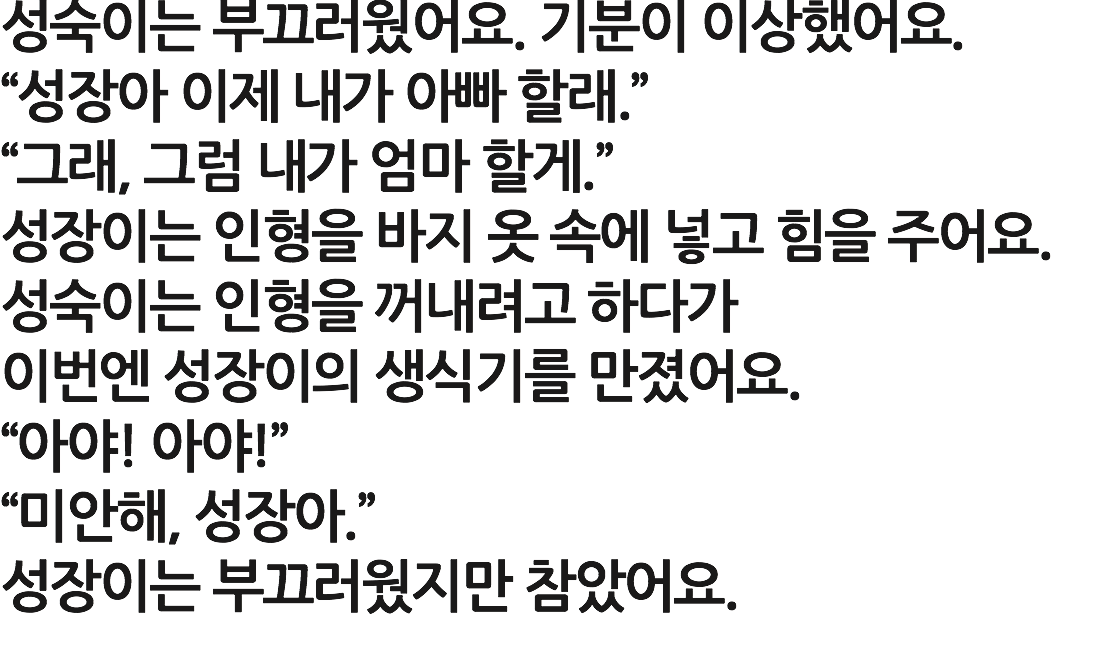 성숙이는 부끄러웠어요. 기분이 이상했어요.
“성장아 이제 내가 아빠 할래.”
“그래, 그럼 내가 엄마 할게.”
성장이는 인형을 바지 옷 속에 넣고 힘을 주어요.
성숙이는 인형을 꺼내려고 하다가
이번엔 성장이의 생식기를 만졌어요.
“아야! 아야!”
“미안해, 성장아.”
성장이는 부끄러웠지만 참았어요.